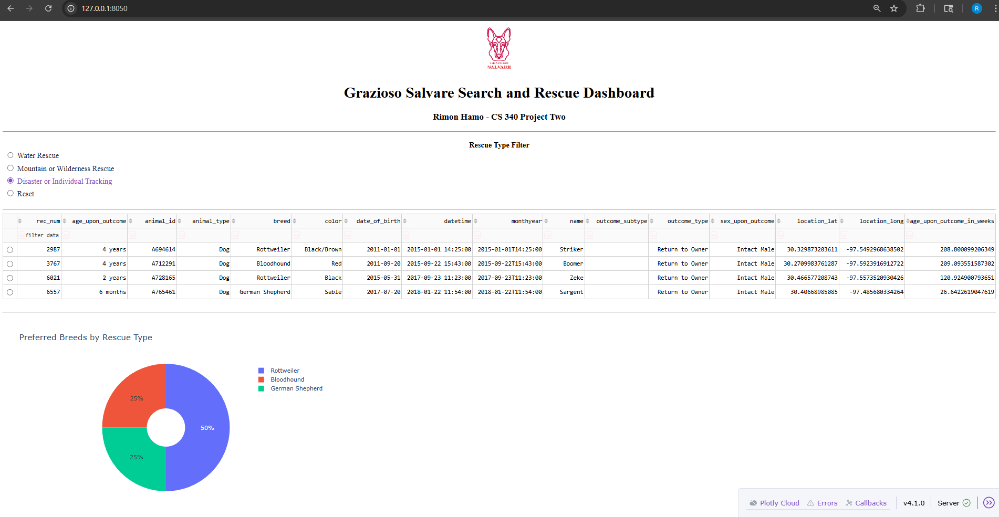 127.0.0.1:8050
R
GRAZIOSO
SALVARE
Grazioso Salvare Search and Rescue Dashboard
Rimon Hamo - CS 340 Project Two
Rescue Type Filter
Water Rescue
Mountain or Wilderness Rescue
Disaster or Individual Tracking
Reset
rec_num age_upon_outcome animal_id animal_type breed color date_of_birth datetime monthyear name outcome_subtype outcome_type sex_upon_outcome location_lat location_long age_upon_outcome_in_weeks
filter data
2987 4 years A694614 Dog Rottweiler Black/Brown 2011-01-01 2015-01-01 14:25:00 2015-01-01T14:25:00 Striker Return to Owner Intact Male 30.329873203611 -97.5492968638502 208.800099206349
3767 4 years A712291 Dog Bloodhound Red 2011-09-20 2015-09-22 15:43:00 2015-09-22T15:43:00 Boomer Return to Owner Intact Male 30.2709983761287 -97.5923916912722 209.093551587302
6021 2 years A728165 Dog Rottweiler Black 2015-05-31 2017-09-23 11:23:00 2017-09-23T11:23:00 Zeke Return to Owner Intact Male 30.466577208743 -97.5573520930426 120.924900793651
6557 6 months A765461 Dog German Shepherd Sable 2017-07-20 2018-01-22 11:54:00 2018-01-22T11:54:00 Sargent Return to Owner Intact Male 30.40668985085 -97.485680334264 26.6422619047619
Preferred Breeds by Rescue Type
Rottweiler
Bloodhound
German Shepherd
25%
50%
25%
Plotly Cloud Errors Callbacks v4.1.0 Server